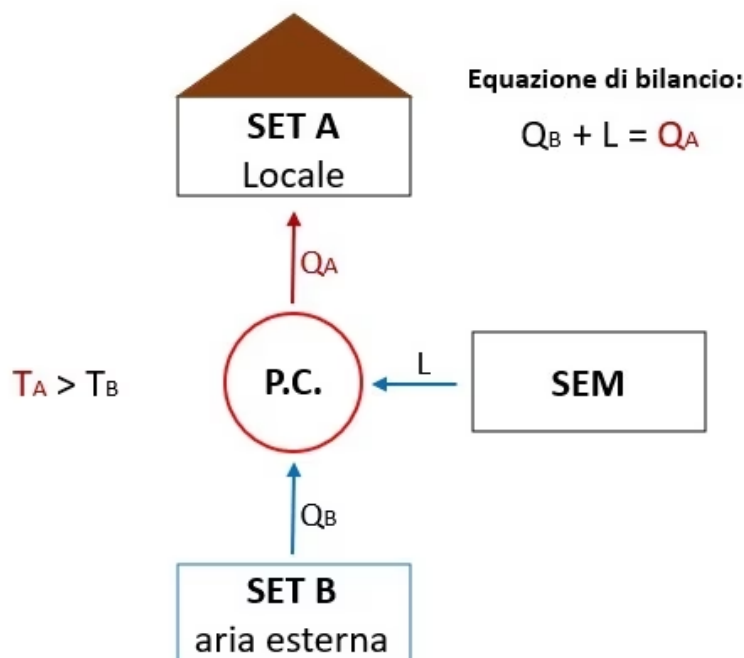 SET A
Locale
Equazione di bilancio:
QB + L = QA
QA
TA > TB
P.C.
L
SEM
QB
SET B
aria esterna